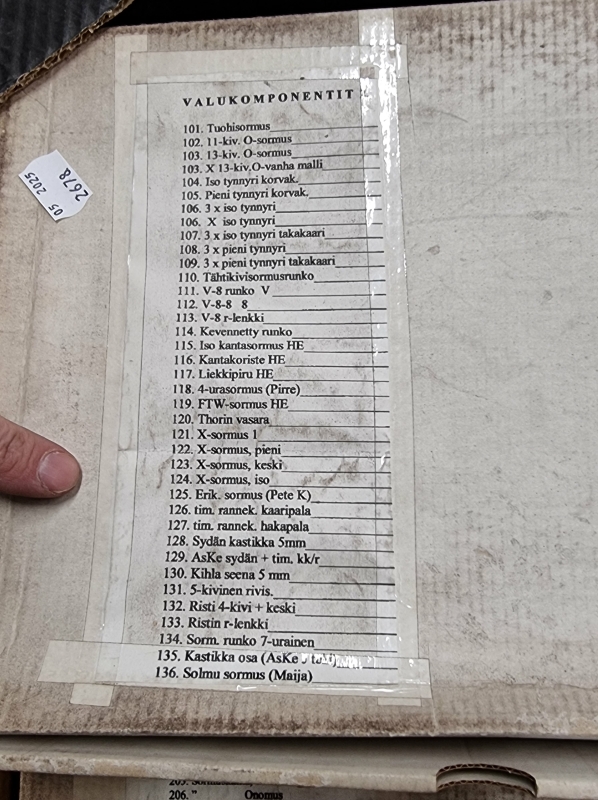 VALUKOMPONENTIT
101. Tuohisormus
102. 11-kiv. O-sormus
103. 13-kiv. O-sormus
103. X 13-kiv.O-vanha malli
104. Iso tynnyri korvak.
105. Pieni tynnyri korvak.
106. 3 x iso tynnyri
106. X iso tynnyri
107. 3 x iso tynnyri takakaari
108. 3 x pieni tynnyri
109. 3 x pieni tynnyri takakaari
110. Tähtikivisormusrunko
111. V-8 runko V
112. V-8-8 8
113. V-8 r-lenkki
114. Kevennetty runko
115. Iso kantasormus HE
116. Kantakoriste HE
117. Liekkipiru HE
118. 4-urasormus (Pirre)
119. FTW-sormus HE
120. Thorin vasara
121. X-sormus 1
122. X-sormus, pieni
123. X-sormus, keski
124. X-sormus, iso
125. Erik. sormus (Pete K)
126. tim. rannek. kaaripala
127. tim. rannek. hakapala
128. Sydän kastikka 5mm
129. AsKe sydän + tim. kk/r
130. Kihla seena 5 mm
131. 5-kivinen rivis.
132. Risti 4-kivi + keski
133. Ristin r-lenkki
134. Sorm. runko 7-urainen
135. Kastikka osa (AsKe
136. Solmu sormus (Maija)
05 2025
2678
206. " Onomus